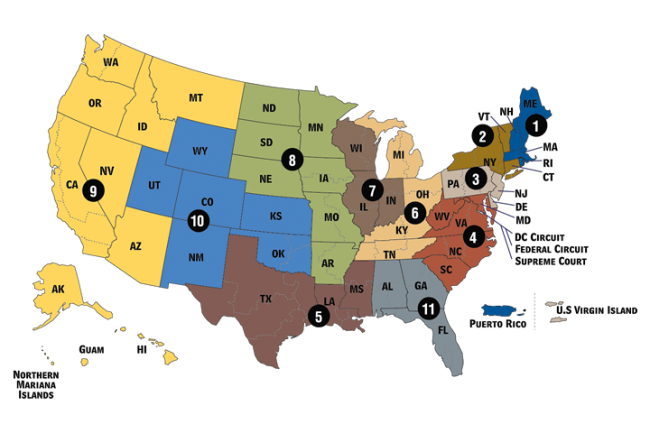 WA
OR
MT
ID
NV
CA
9
AZ
AK
HI
GUAM
NORTHERN
MARIANA
ISLANDS
WY
UT
CO
10
NM
KS
OK
ND
SD
MN
8
NE
IA
MO
AR
WI
7
IL
IN
MI
OH
6
KY
TN
TX
LA
MS
5
AL
GA
11
FL
WV
VA
4
NC
SC
PA
3
VT
2
NY
CT
NH
ME
1
MA
RI
CT
NJ
DE
MD
DC CIRCUIT
FEDERAL CIRCUIT
SUPREME COURT
PUERTO RICO
U.S VIRGIN ISLAND